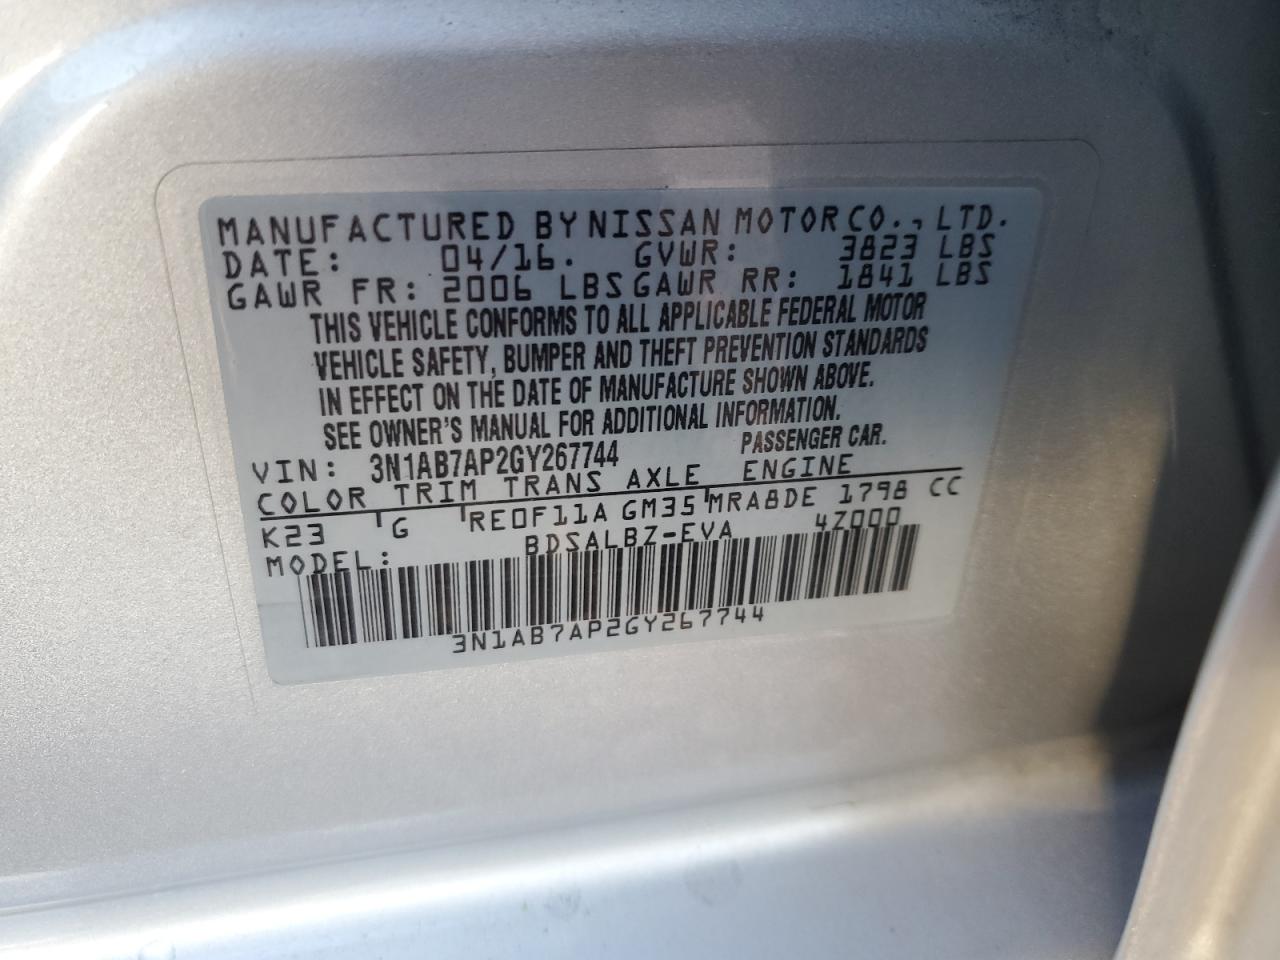 MANUFACTURED BY NISSAN MOTOR CO., LTD.
DATE: 04/16. GVWR: 3823 LBS
GAWR FR: 2006 LBS GAWR RR: 1841 LBS
THIS VEHICLE CONFORMS TO ALL APPLICABLE FEDERAL MOTOR
VEHICLE SAFETY, BUMPER AND THEFT PREVENTION STANDARDS
IN EFFECT ON THE DATE OF MANUFACTURE SHOWN ABOVE.
SEE OWNER'S MANUAL FOR ADDITIONAL INFORMATION.
VIN: 3N1AB7AP2GY267744 PASSENGER CAR.
COLOR TRIM TRANS AXLE ENGINE
K23 G RE0F11A GM35 MRA8DE 1798 CC
MODEL: BDSALBZ-EVA 4Z000
3N1AB7AP2GY267744